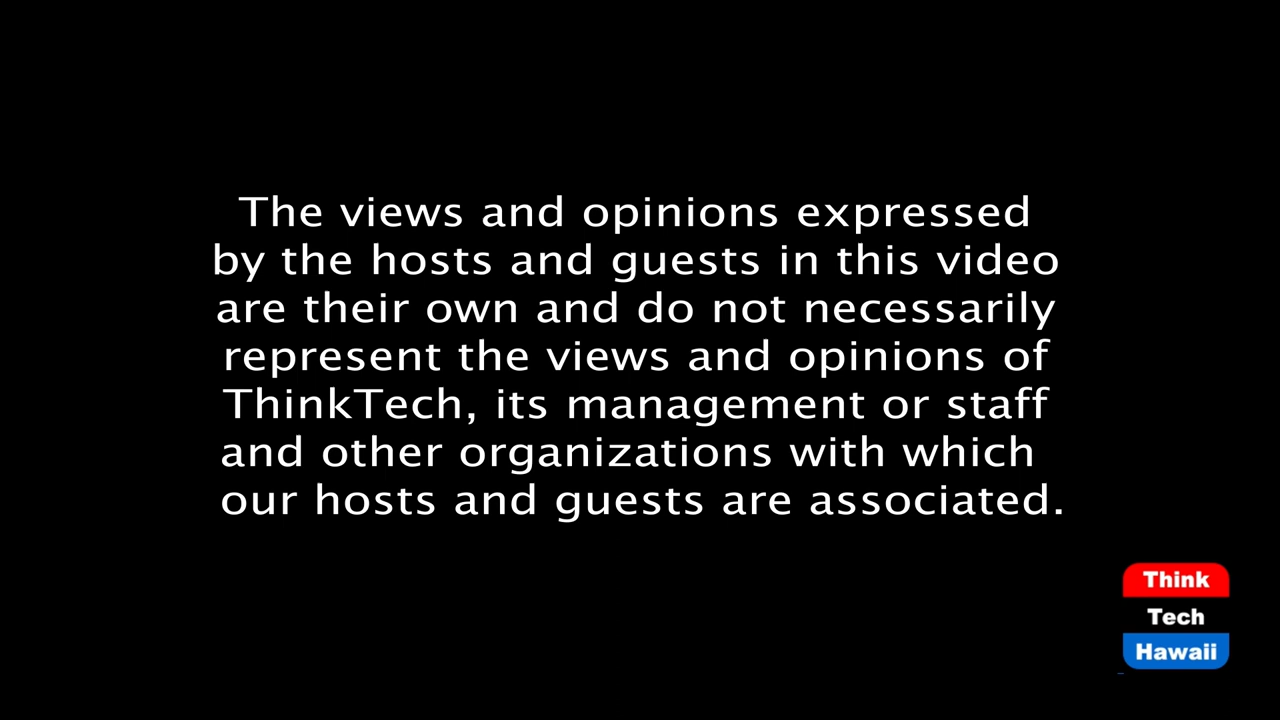 The views and opinions expressed
by the hosts and guests in this video
are their own and do not necessarily
represent the views and opinions of
ThinkTech, its management or staff
and other organizations with which
our hosts and guests are associated.
Think
Tech
Hawaii